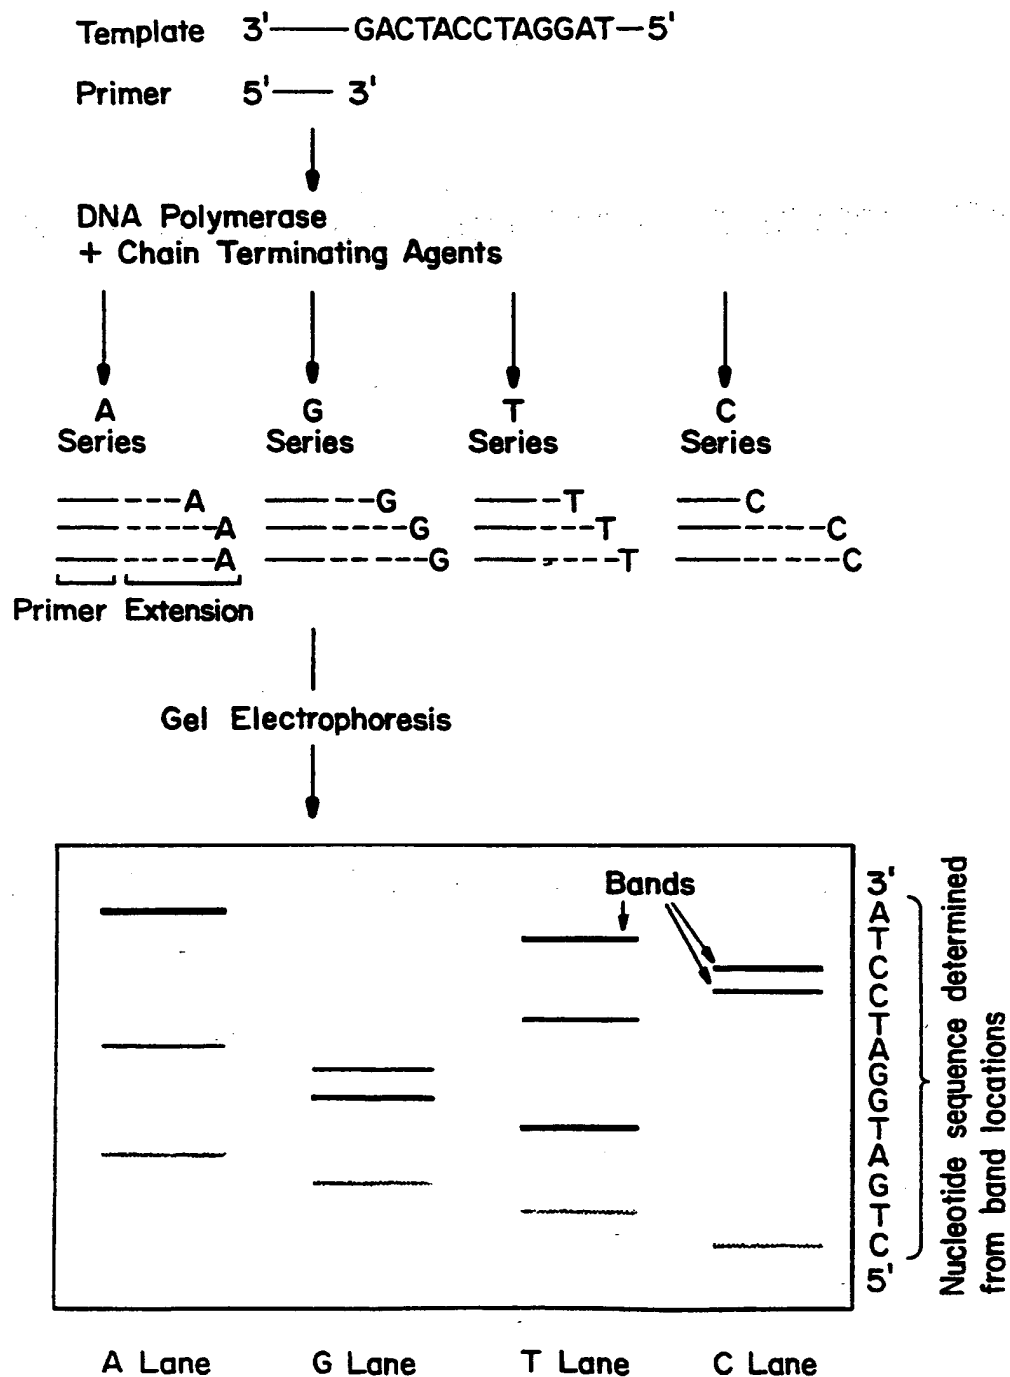 Template 3'———GACTACCTAGGAT—5'
Primer 5'—— 3'
DNA Polymerase
+ Chain Terminating Agents
A G T C
Series Series Series Series
A G T C
A G T C
A G T C
Primer Extension
Gel Electrophoresis
Bands
3'
A
T
C
C
T
A
G
G
T
A
G
T
C
5'
Nucleotide sequence determined
from band locations
A Lane G Lane T Lane C Lane